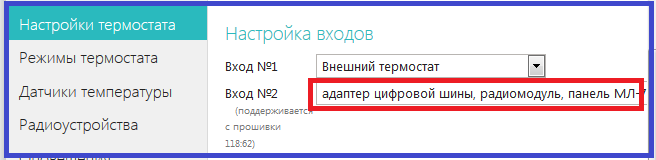 Настройки термостата
Режимы термостата
Датчики температуры
Радиоустройства
Настройка входов
Вход №1 Внешний термостат
Вход №2 адаптер цифровой шины, радиомодуль, панель МЛ-7
(поддерживается
с прошивки
118:62)